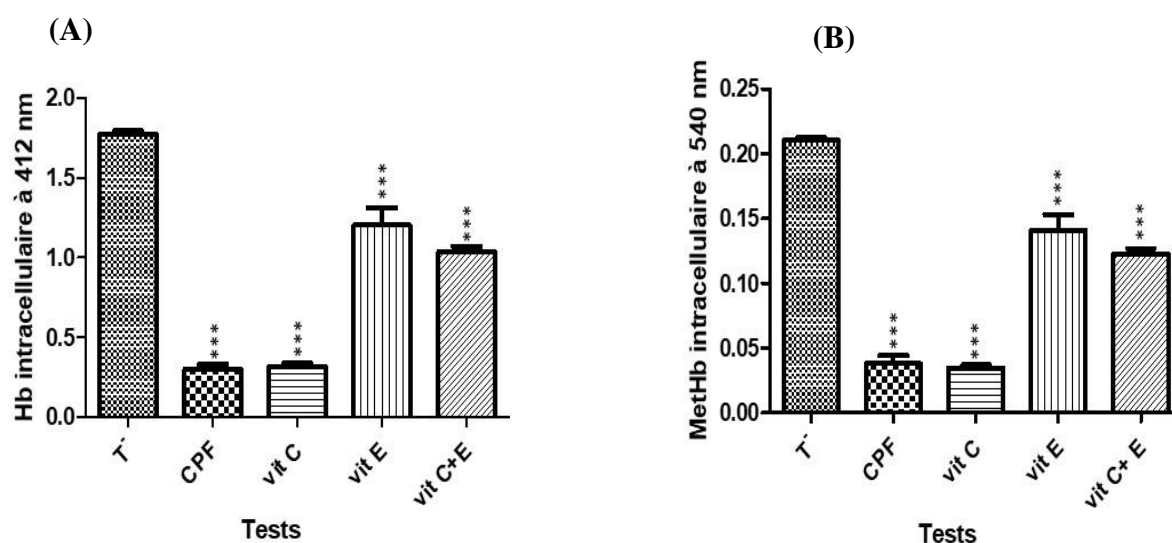 (A)
Hb intracellulaire à 412 nm
2.0
1.5
1.0
0.5
0.0
***
***
***
***
T-
CPF
vit C
vit E
vit C+E
Tests
(B)
MetHb intracellulaire à 540 nm
0.25
0.20
0.15
0.10
0.05
0.00
***
***
***
***
T-
CPF
vit C
vit E
vit C+ E
Tests